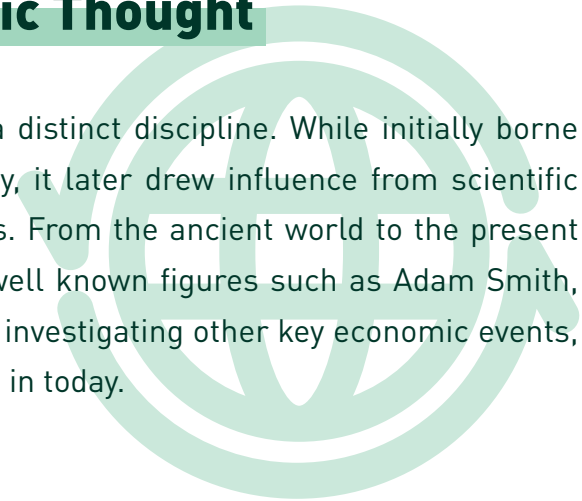 ic Thought
a distinct discipline. While initially borne
y, it later drew influence from scientific
s. From the ancient world to the present
well known figures such as Adam Smith,
investigating other key economic events,
in today.